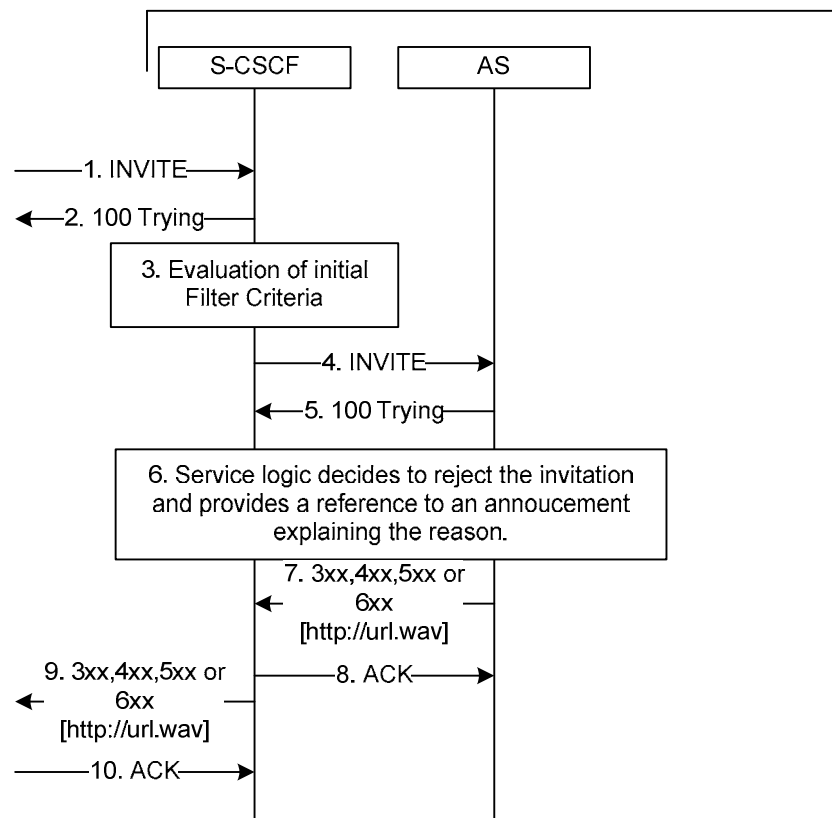 S-CSCF
AS
1. INVITE
2. 100 Trying
3. Evaluation of initial
Filter Criteria
4. INVITE
5. 100 Trying
6. Service logic decides to reject the invitation
and provides a reference to an annoucement
explaining the reason.
7. 3xx,4xx,5xx or
6xx
[http://url.wav]
8. ACK
9. 3xx,4xx,5xx or
6xx
[http://url.wav]
10. ACK